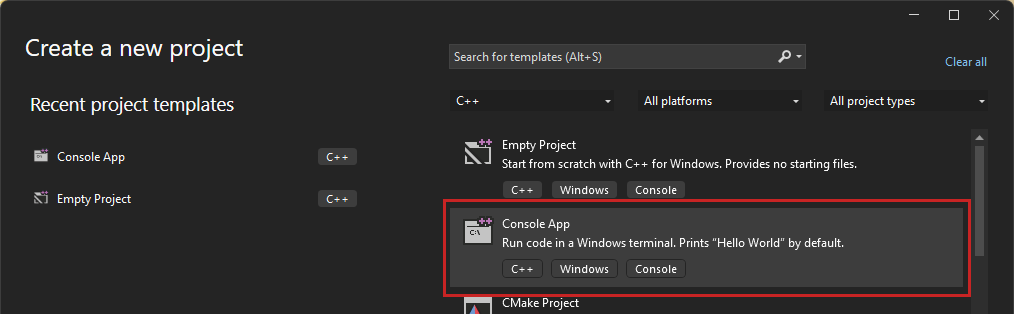 Create a new project
Search for templates (Alt+S)
Clear all
Recent project templates
C++
All platforms
All project types
Console App
C++
Empty Project
C++
Empty Project
Start from scratch with C++ for Windows. Provides no starting files.
C++ Windows Console
Console App
Run code in a Windows terminal. Prints “Hello World” by default.
C++ Windows Console
CMake Project
C:\